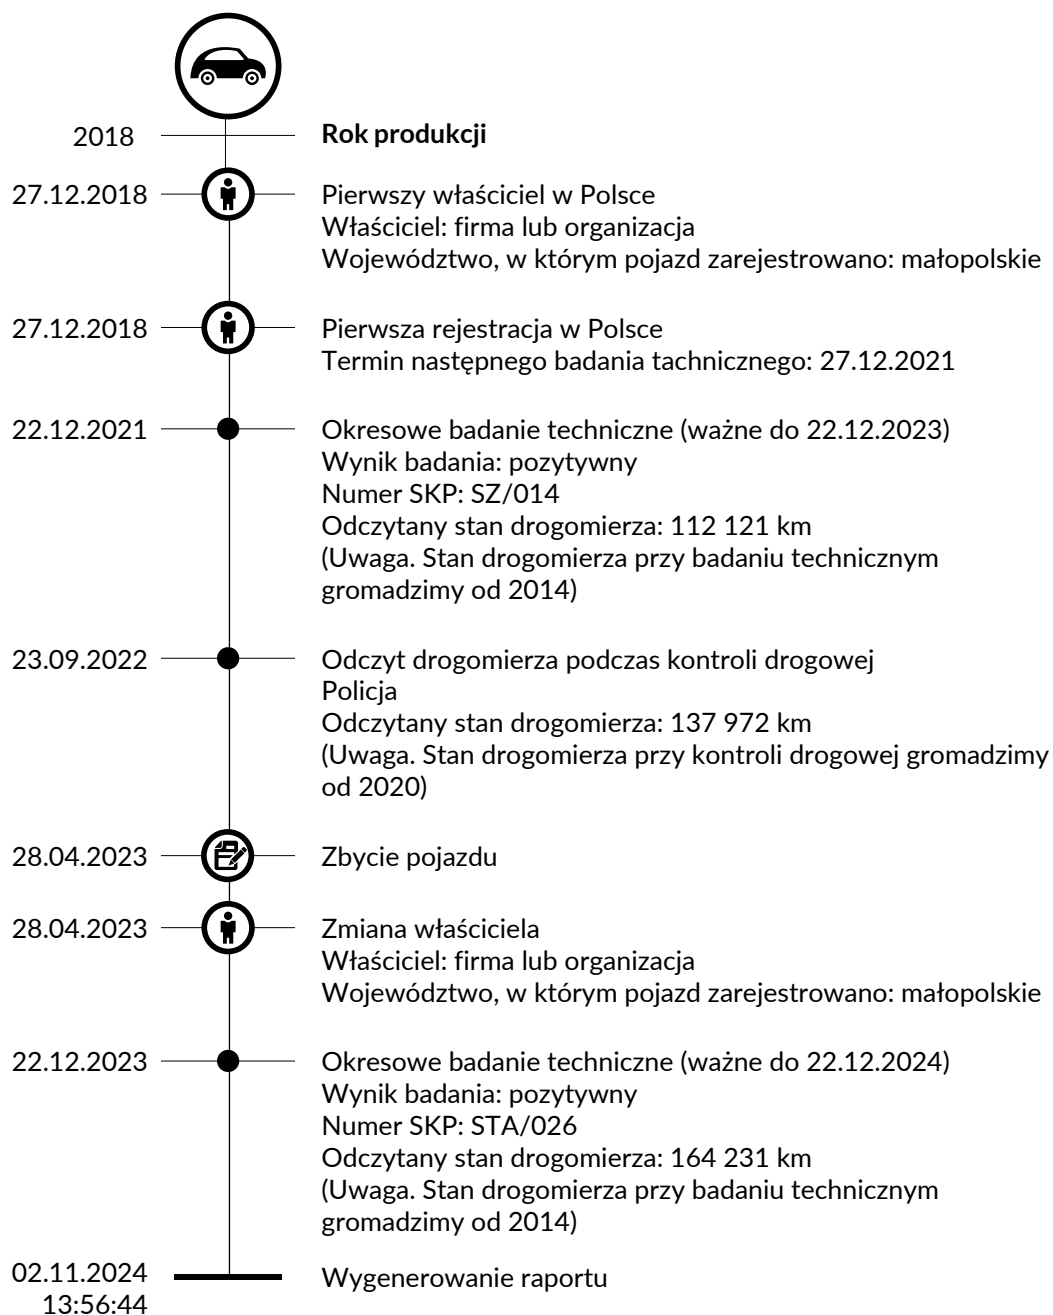 2018 Rok produkcji
27.12.2018 Pierwszy właściciel w Polsce
Właściciel: firma lub organizacja
Województwo, w którym pojazd zarejestrowano: małopolskie
27.12.2018 Pierwsza rejestracja w Polsce
Termin następnego badania tachnicznego: 27.12.2021
22.12.2021 Okresowe badanie techniczne (ważne do 22.12.2023)
Wynik badania: pozytywny
Numer SKP: SZ/014
Odczytany stan drogomierza: 112 121 km
(Uwaga. Stan drogomierza przy badaniu technicznym
gromadzimy od 2014)
23.09.2022 Odczyt drogomierza podczas kontroli drogowej
Policja
Odczytany stan drogomierza: 137 972 km
(Uwaga. Stan drogomierza przy kontroli drogowej gromadzimy
od 2020)
28.04.2023 Zbycie pojazdu
28.04.2023 Zmiana właściciela
Właściciel: firma lub organizacja
Województwo, w którym pojazd zarejestrowano: małopolskie
22.12.2023 Okresowe badanie techniczne (ważne do 22.12.2024)
Wynik badania: pozytywny
Numer SKP: STA/026
Odczytany stan drogomierza: 164 231 km
(Uwaga. Stan drogomierza przy badaniu technicznym
gromadzimy od 2014)
02.11.2024 Wygenerowanie raportu
13:56:44